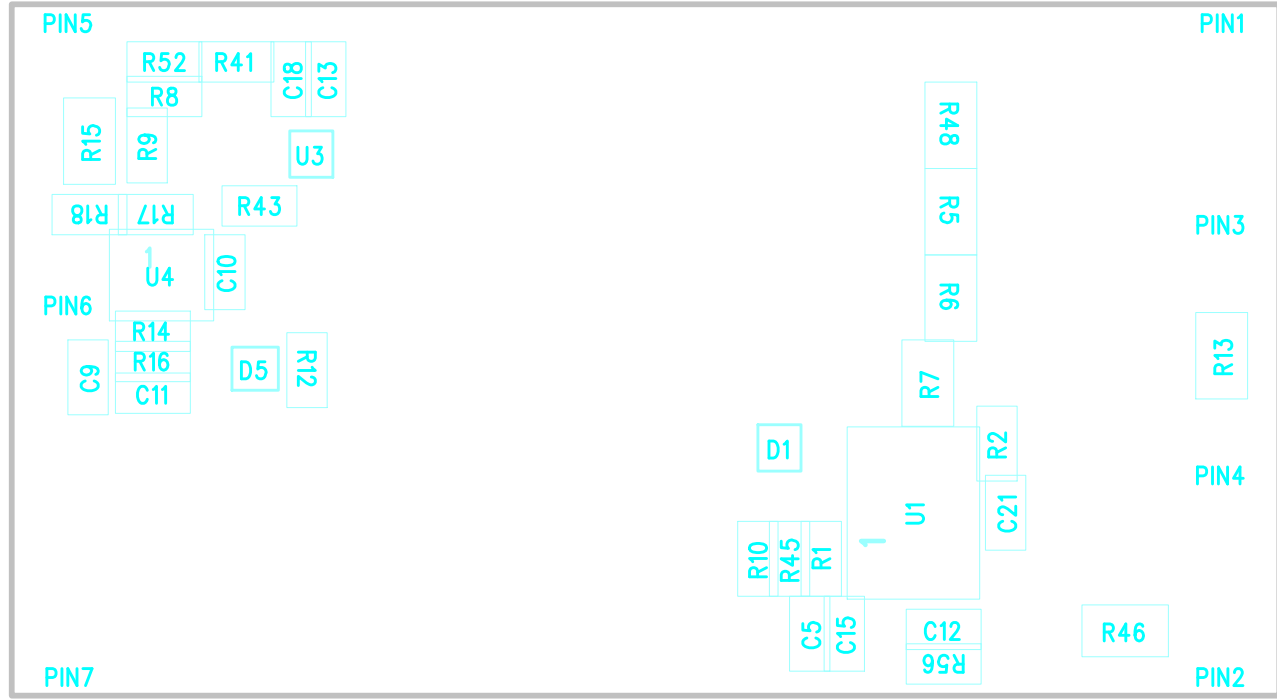 PIN5
PIN1
R52
R41
C18
C13
R8
R48
R15
R9
U3
R18
R17
R43
R5
PIN3
1
U4
C10
PIN6
R6
R14
R16
C11
C9
D5
R12
R7
R13
D1
R2
PIN4
U1
1
C21
R10
R45
R1
C5
C15
C12
R56
R46
PIN7
PIN2